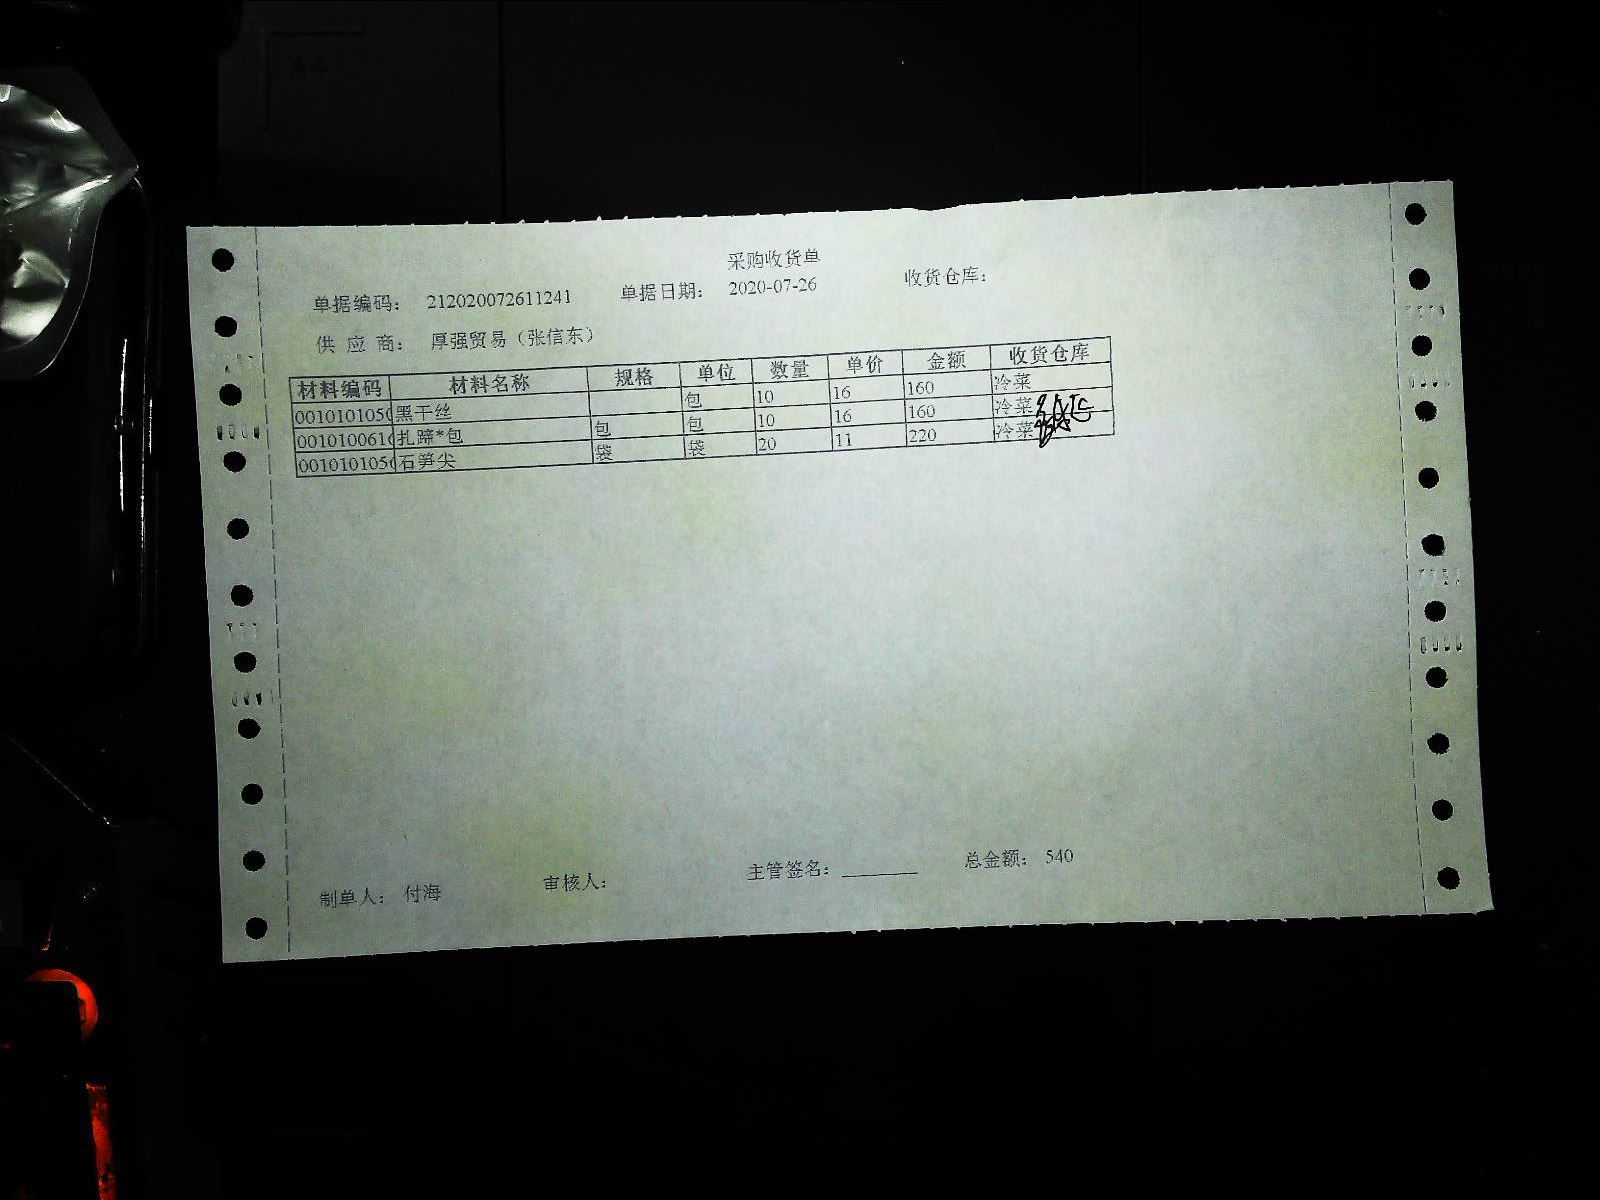 采购收货单
单据编码： 212020072611241 单据日期： 2020-07-26 收货仓库：
供 应 商： 厚强贸易（张信东）
材料编码 材料名称 规格 单位 数量 单价 金额 收货仓库
001010105 黑干丝 包 10 16 160 冷菜
001010061 扎蹄*包 包 包 10 16 160 冷菜
001010105 石笋尖 袋 袋 20 11 220 冷菜
制单人： 付海 审核人： 主管签名： 总金额： 540